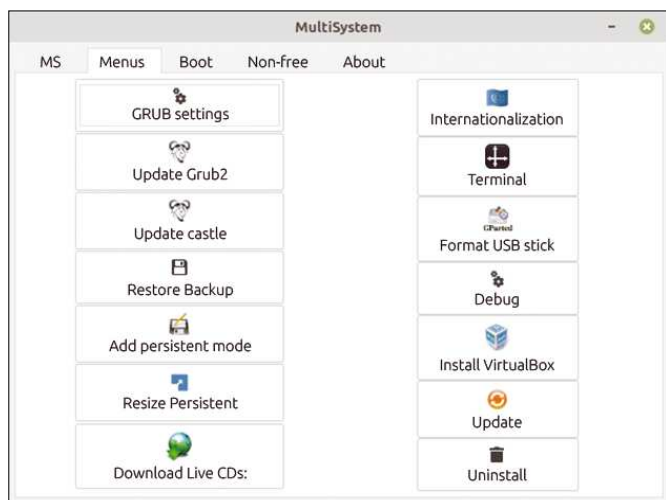 MultiSystem
MS Menus Boot Non-free About
GRUB settings
Update Grub2
Update castle
Restore Backup
Add persistent mode
Resize Persistent
Download Live CDs:
Internationalization
Terminal
GParted
Format USB stick
Debug
Install VirtualBox
Update
Uninstall